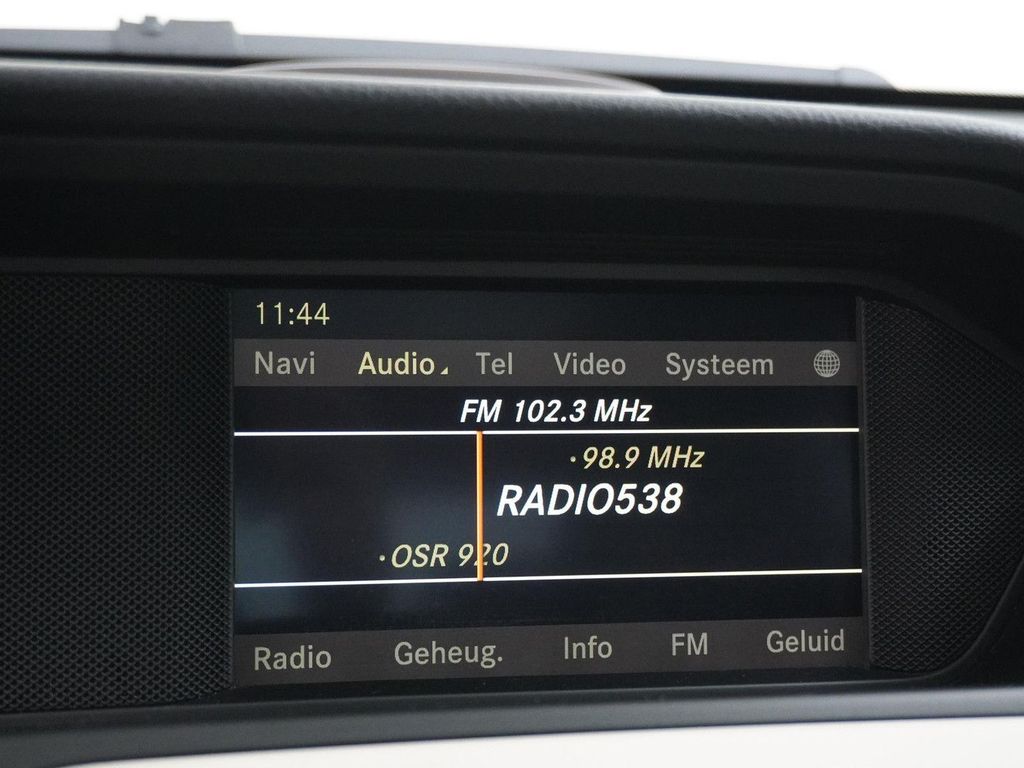 11:44
Navi Audio Tel Video Systeem
FM 102.3 MHz
·98.9 MHz
RADIO538
·OSR 920
Radio Geheug. Info FM Geluid